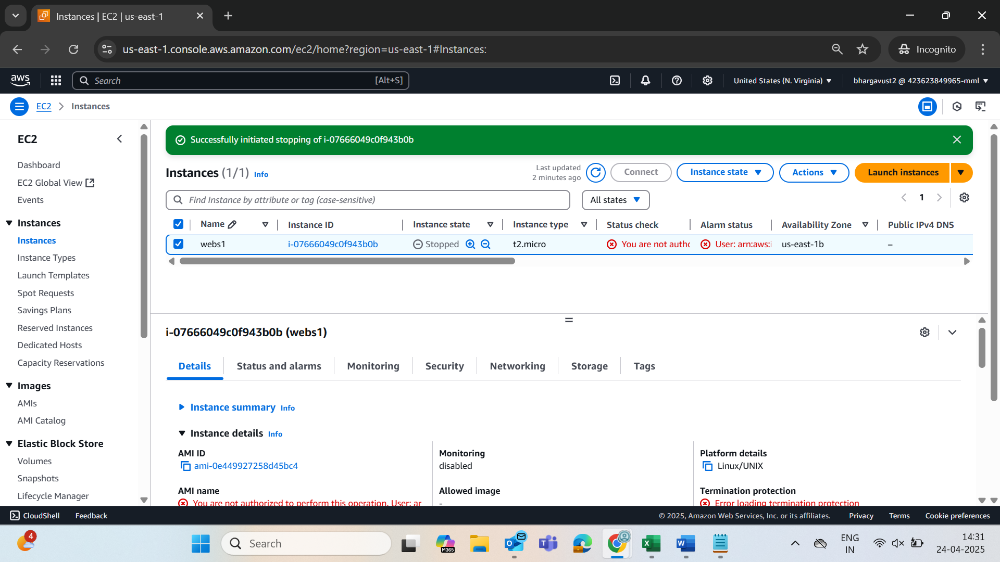 Instances | EC2 | us-east-1
us-east-1.console.aws.amazon.com/ec2/home?region=us-east-1#Instances:
Incognito
aws
Search [Alt+S]
United States (N. Virginia)
bhargavust2 @ 423623849965-mml
EC2 > Instances
EC2
Dashboard
EC2 Global View
Events
Instances
Instances
Instance Types
Launch Templates
Spot Requests
Savings Plans
Reserved Instances
Dedicated Hosts
Capacity Reservations
Images
AMIs
AMI Catalog
Elastic Block Store
Volumes
Snapshots
Lifecycle Manager
Successfully initiated stopping of i-07666049c0f943b0b
Instances (1/1) Info
Last updated
2 minutes ago
Connect
Instance state
Actions
Launch instances
Find Instance by attribute or tag (case-sensitive)
All states
1
Name Instance ID Instance state Instance type Status check Alarm status Availability Zone Public IPv4 DNS
webs1 i-07666049c0f943b0b Stopped t2.micro You are not autho User: arn:aws:i us-east-1b –
i-07666049c0f943b0b (webs1)
Details Status and alarms Monitoring Security Networking Storage Tags
Instance summary Info
Instance details Info
AMI ID
ami-0e449927258d45bc4
Monitoring
disabled
Platform details
Linux/UNIX
AMI name
You are not authorized to perform this operation. User: ar
Allowed image
-
Termination protection
Error loading termination protection
CloudShell Feedback
© 2025, Amazon Web Services, Inc. or its affiliates. Privacy Terms Cookie preferences
4
Search
M365
ENG
IN
14:31
24-04-2025